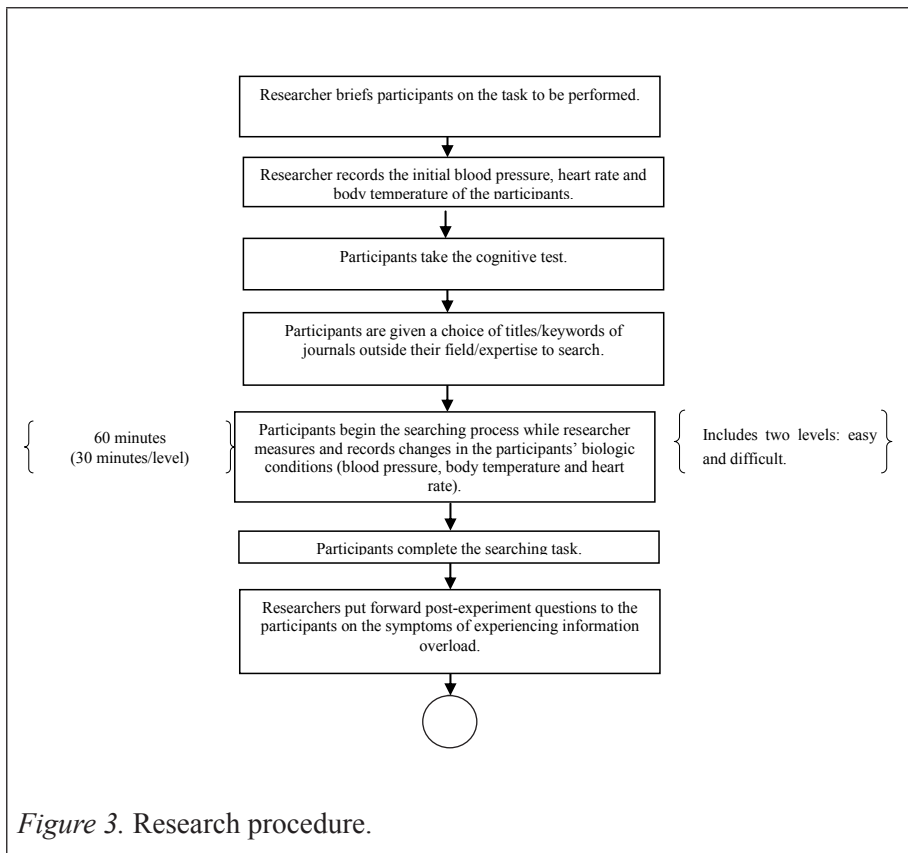 Researcher briefs participants on the task to be performed.
Researcher records the initial blood pressure, heart rate and
body temperature of the participants.
Participants take the cognitive test.
Participants are given a choice of titles/keywords of
journals outside their field/expertise to search.
60 minutes
(30 minutes/level)
Participants begin the searching process while researcher
measures and records changes in the participants’ biologic
conditions (blood pressure, body temperature and heart
rate).
Includes two levels: easy
and difficult.
Participants complete the searching task.
Researchers put forward post-experiment questions to the
participants on the symptoms of experiencing information
overload.
Figure 3. Research procedure.